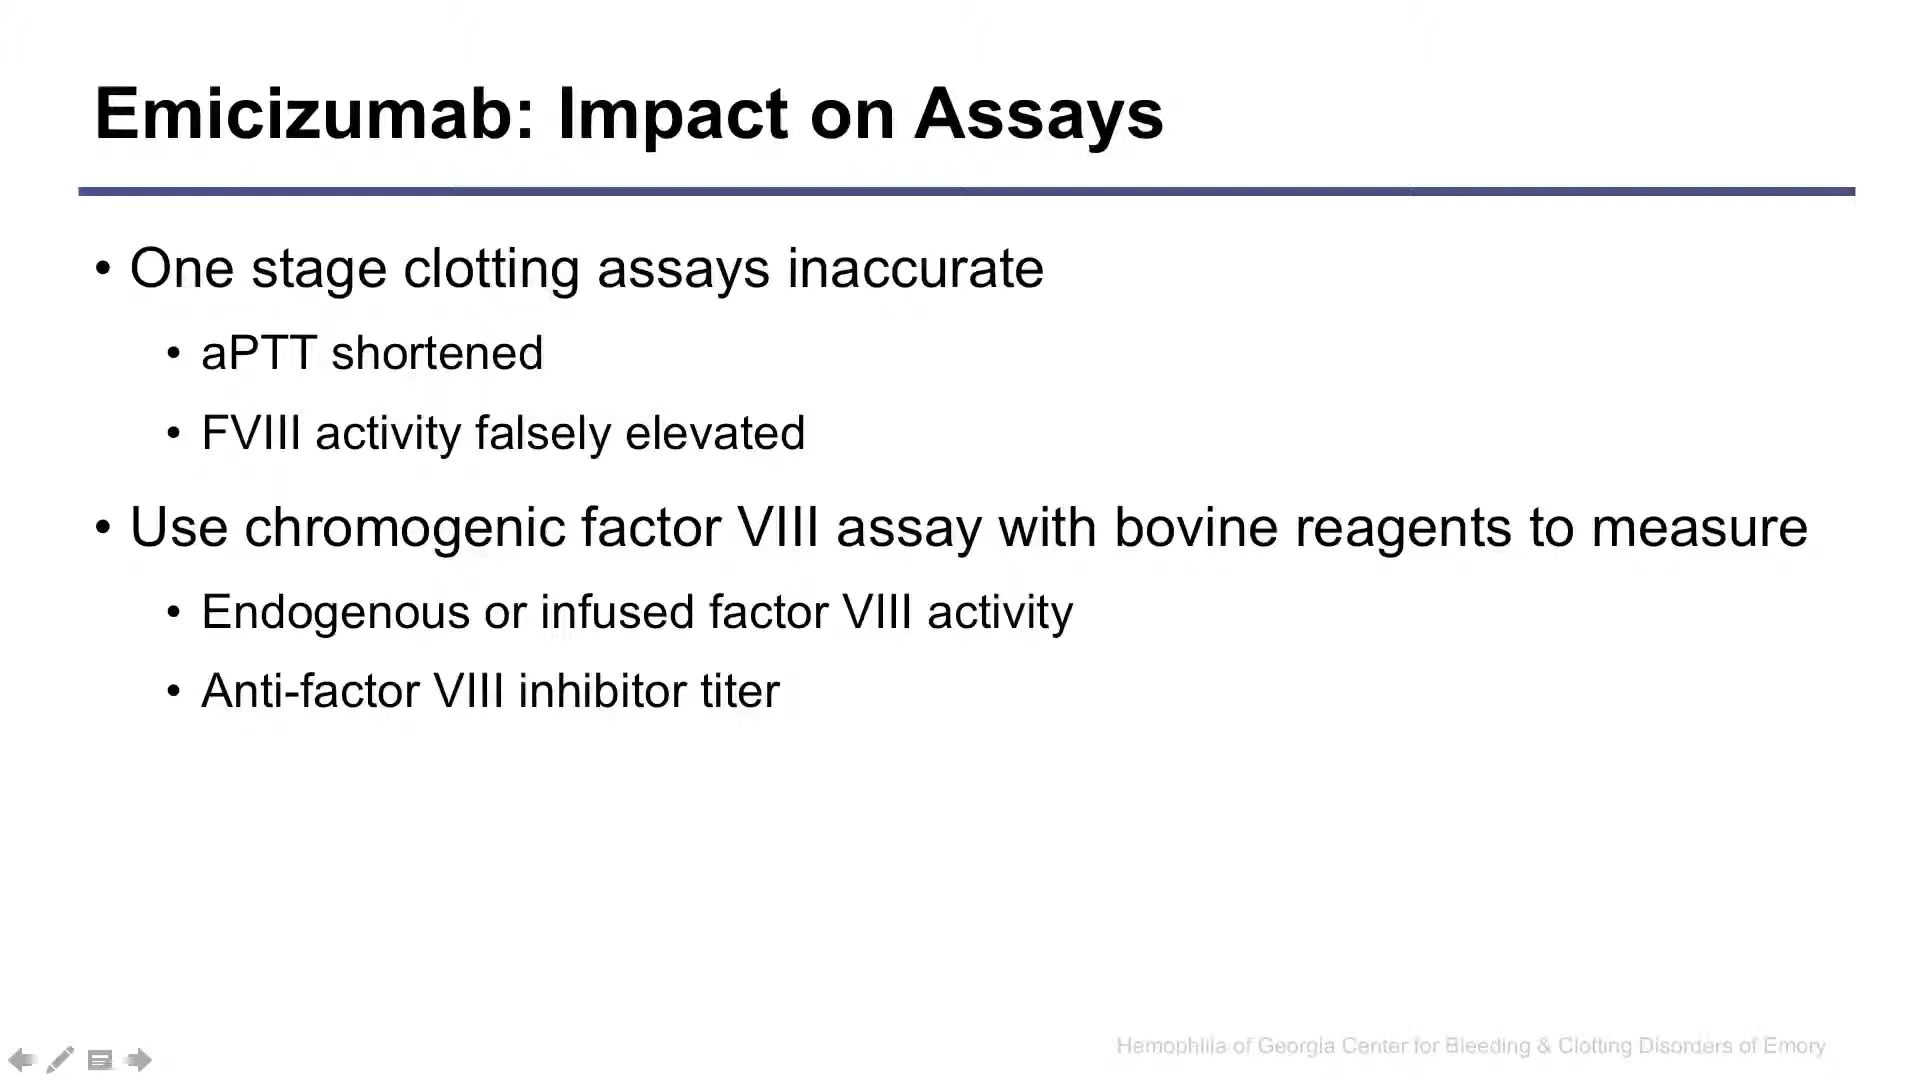 Emicizumab: Impact on Assays
• One stage clotting assays inaccurate
• aPTT shortened
• FVIII activity falsely elevated
• Use chromogenic factor VIII assay with bovine reagents to measure
• Endogenous or infused factor VIII activity
• Anti-factor VIII inhibitor titer
Hemophilia of Georgia Center for Bleeding & Clotting Disorders of Emory